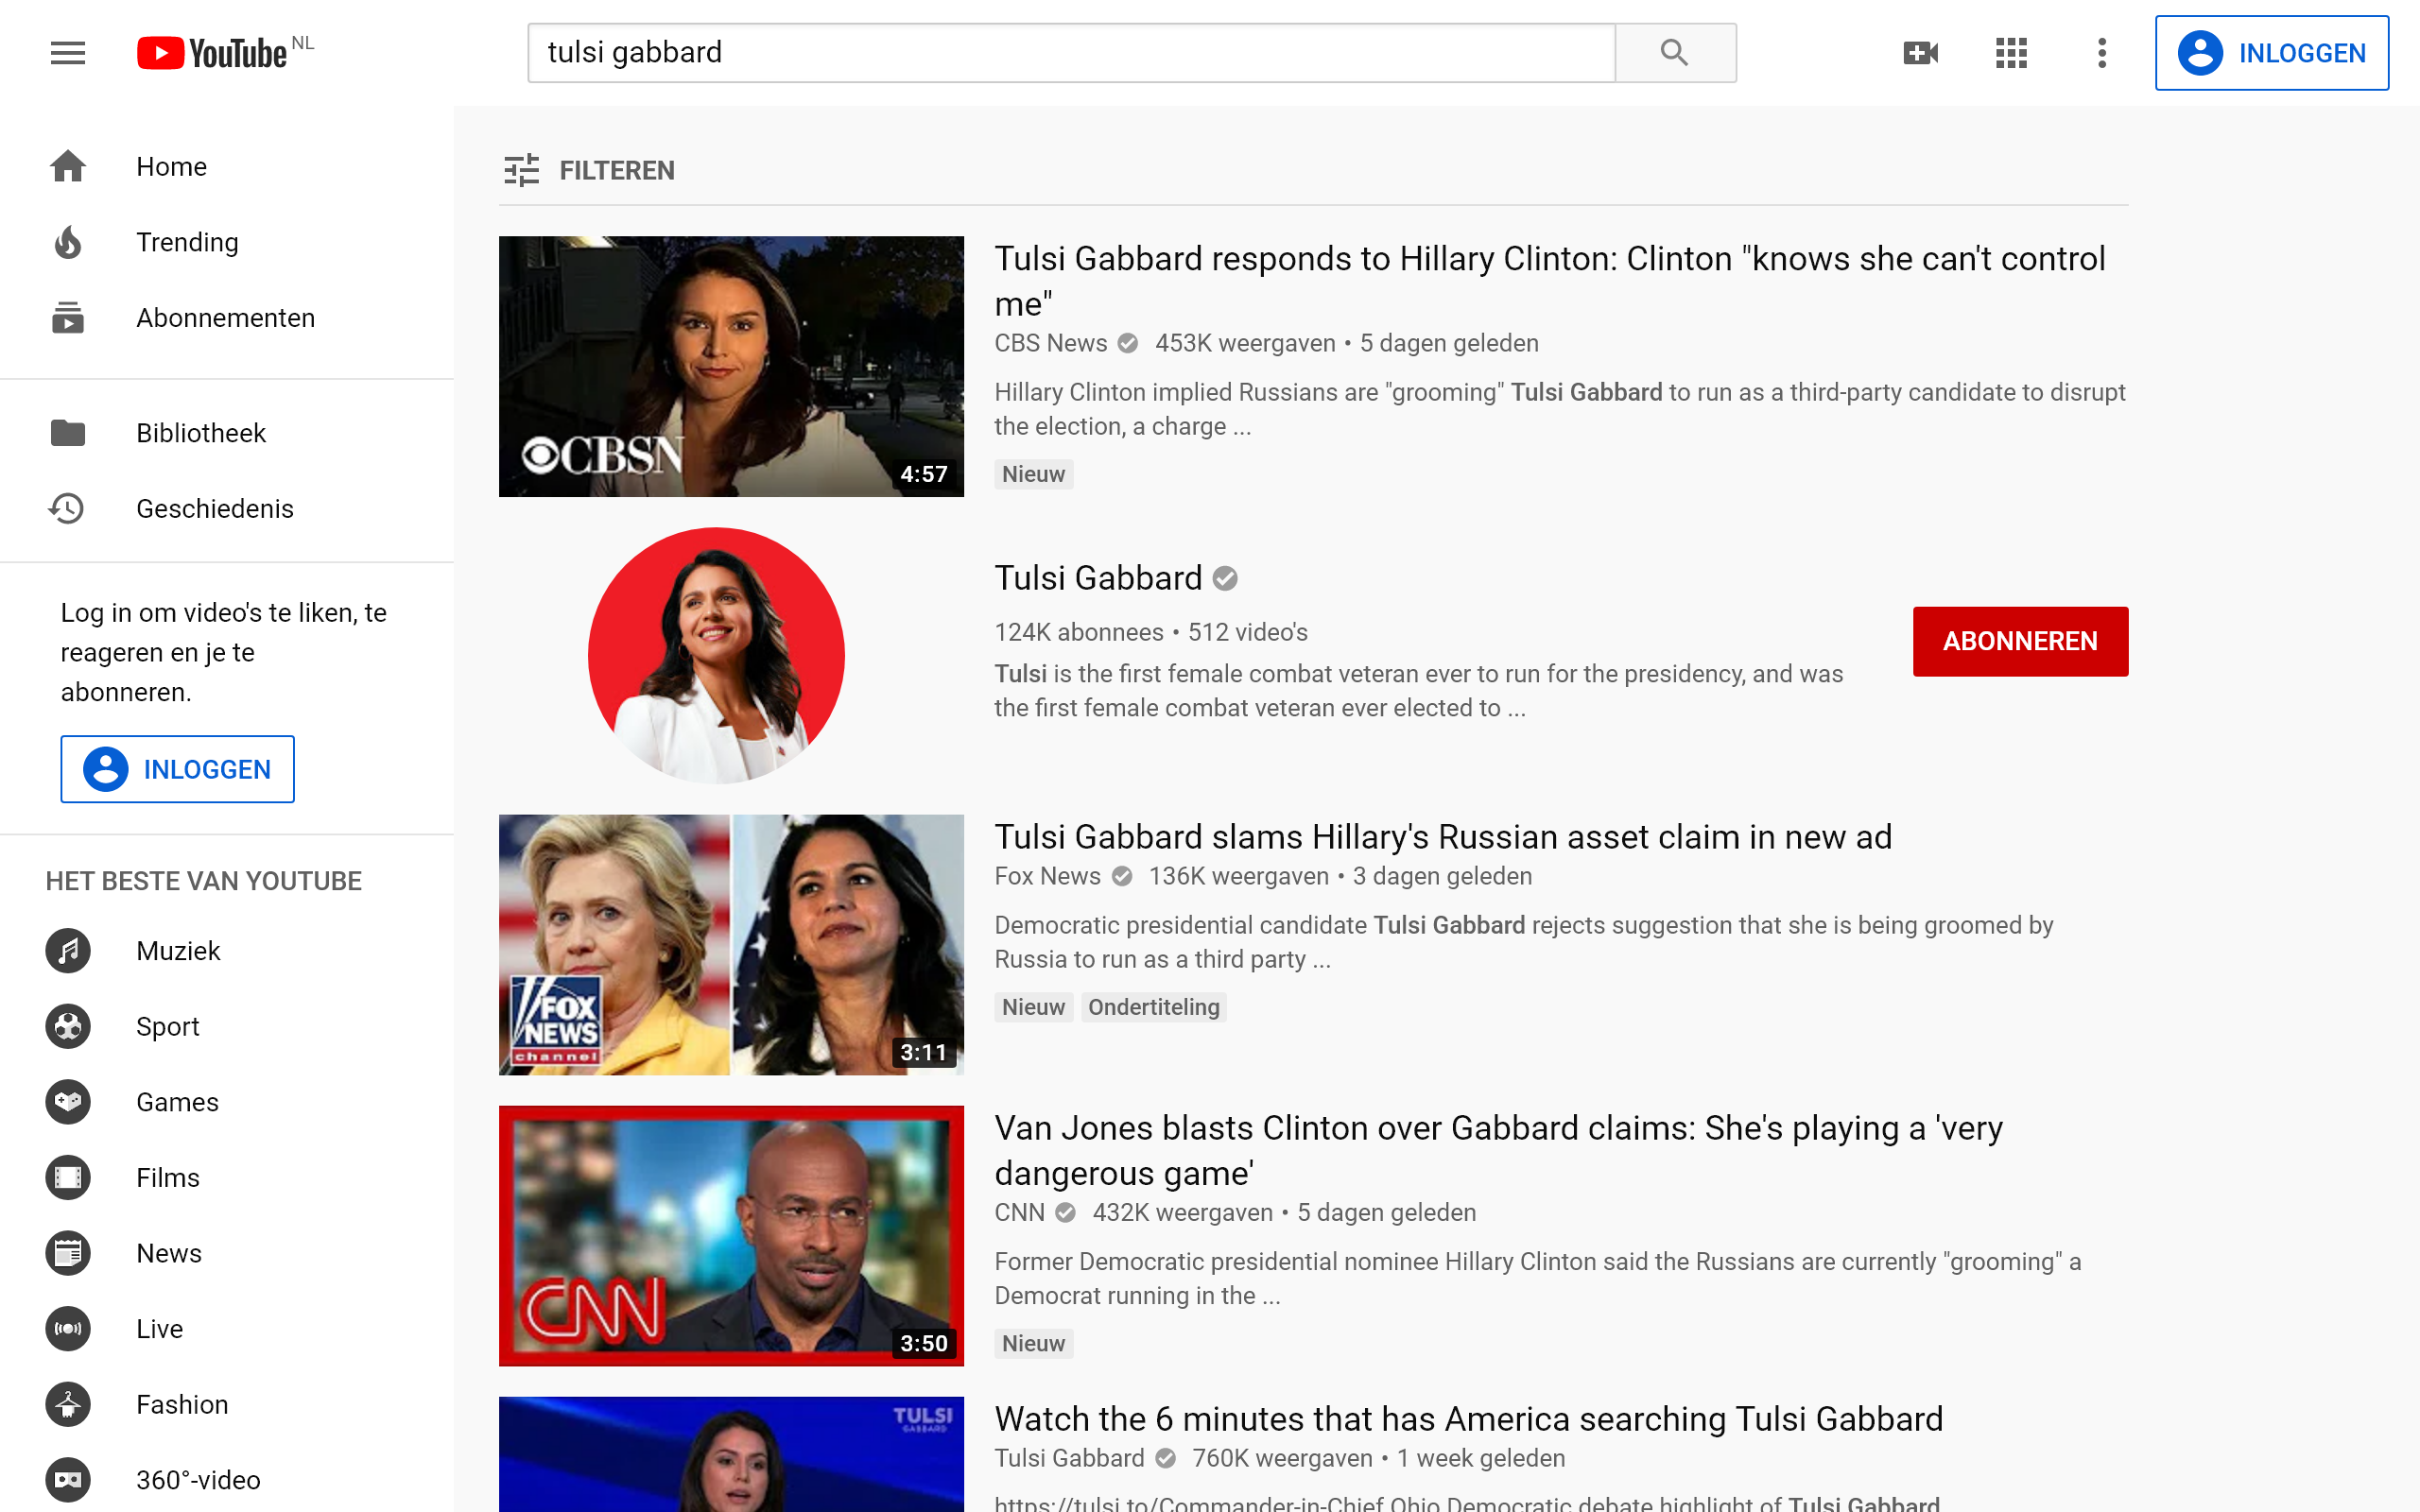 YouTube NL
tulsi gabbard
INLOGGEN
Home
Trending
Abonnementen
Bibliotheek
Geschiedenis
Log in om video's te liken, te
reageren en je te
abonneren.
INLOGGEN
HET BESTE VAN YOUTUBE
Muziek
Sport
Games
Films
News
Live
Fashion
360°-video
FILTEREN
CBSN
4:57
Tulsi Gabbard responds to Hillary Clinton: Clinton "knows she can't control
me"
CBS News 453K weergaven • 5 dagen geleden
Hillary Clinton implied Russians are "grooming" Tulsi Gabbard to run as a third-party candidate to disrupt
the election, a charge ...
Nieuw
Tulsi Gabbard
124K abonnees • 512 video's
Tulsi is the first female combat veteran ever to run for the presidency, and was
the first female combat veteran ever elected to ...
ABONNEREN
FOX
NEWS
channel
3:11
Tulsi Gabbard slams Hillary's Russian asset claim in new ad
Fox News 136K weergaven • 3 dagen geleden
Democratic presidential candidate Tulsi Gabbard rejects suggestion that she is being groomed by
Russia to run as a third party ...
Nieuw Ondertiteling
CNN
3:50
Van Jones blasts Clinton over Gabbard claims: She's playing a 'very
dangerous game'
CNN 432K weergaven • 5 dagen geleden
Former Democratic presidential nominee Hillary Clinton said the Russians are currently "grooming" a
Democrat running in the ...
Nieuw
TULSI
GABBARD
Watch the 6 minutes that has America searching Tulsi Gabbard
Tulsi Gabbard 760K weergaven • 1 week geleden
https://tulsi.to/Commander-in-Chief Ohio Democratic debate highlight of Tulsi Gabbard